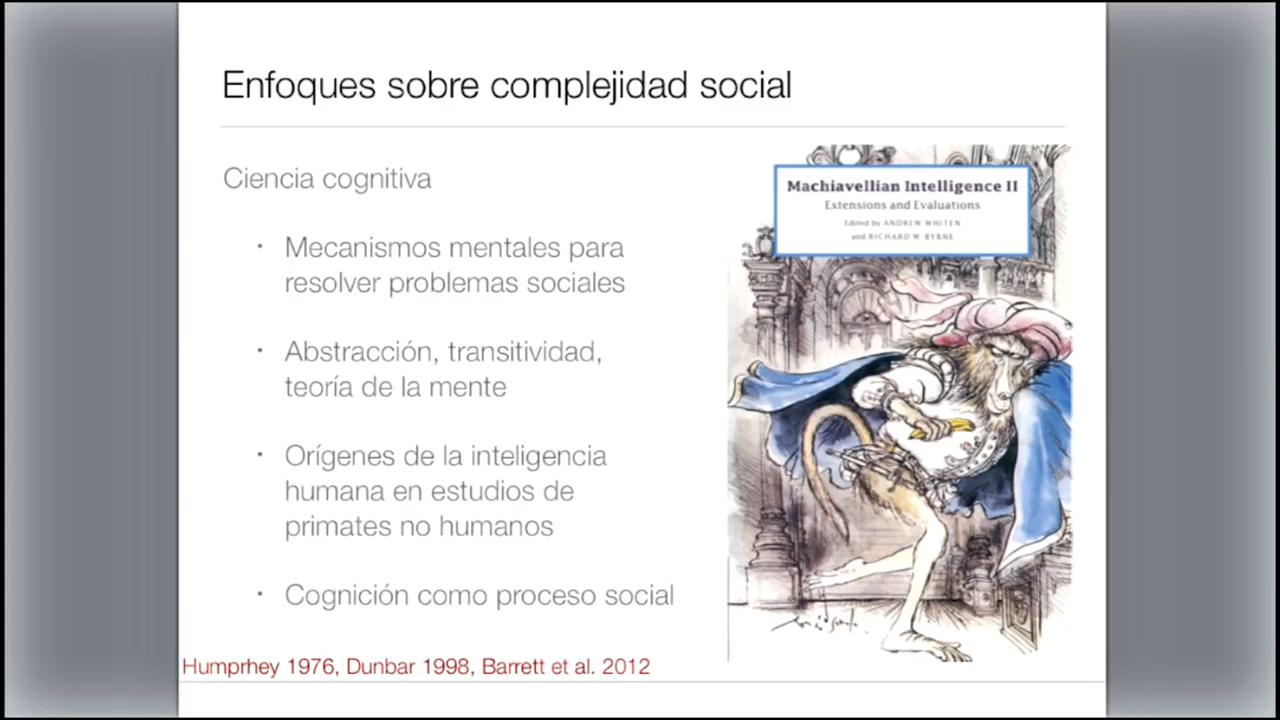 Enfoques sobre complejidad social
Ciencia cognitiva
· Mecanismos mentales para
resolver problemas sociales
· Abstracción, transitividad,
teoría de la mente
· Orígenes de la inteligencia
humana en estudios de
primates no humanos
· Cognición como proceso social
Humprhey 1976, Dunbar 1998, Barrett et al. 2012
Machiavellian Intelligence II
Extensions and Evaluations
Edited by ANDREW WHITEN
and RICHARD W. BYRNE